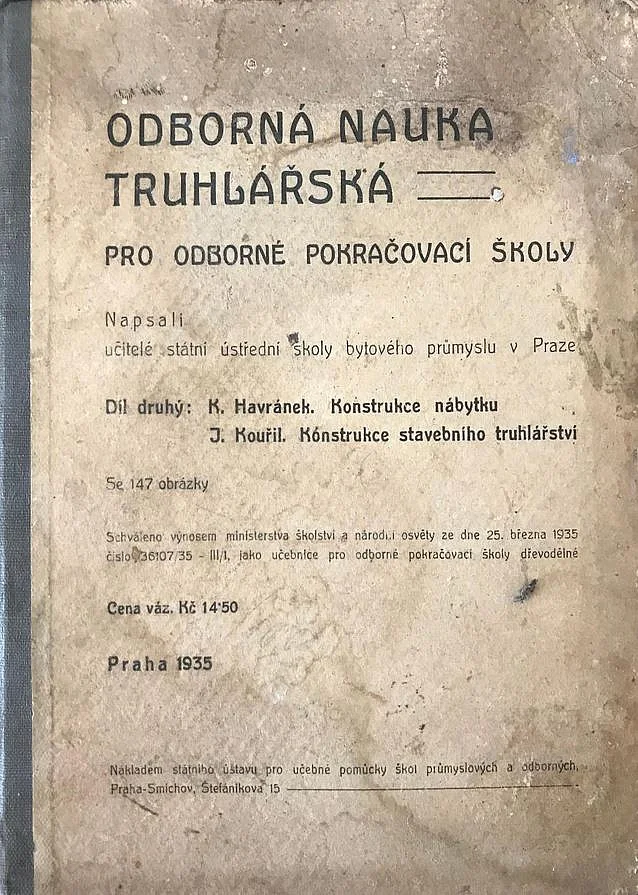 ODBORNÁ NAUKA
TRUHLÁŘSKÁ
PRO ODBORNÉ POKRAČOVACÍ ŠKOLY
Napsali
učitelé státní ústřední školy bytového průmyslu v Praze
Díl druhý: K. Havránek. Konstrukce nábytku
J. Kouřil. Konstrukce stavebního truhlářství
Se 147 obrázky
Schváleno výnosem ministerstva školství a národní osvěty ze dne 25. března 1935
číslo 36107/35 - III/1, jako učebnice pro odborné pokračovací školy dřevodělné
Cena váz. Kč 14·50
Praha 1935
Nákladem státního ústavu pro učebné pomůcky škol průmyslových a odborných,
Praha-Smíchov, Štefánikova 15